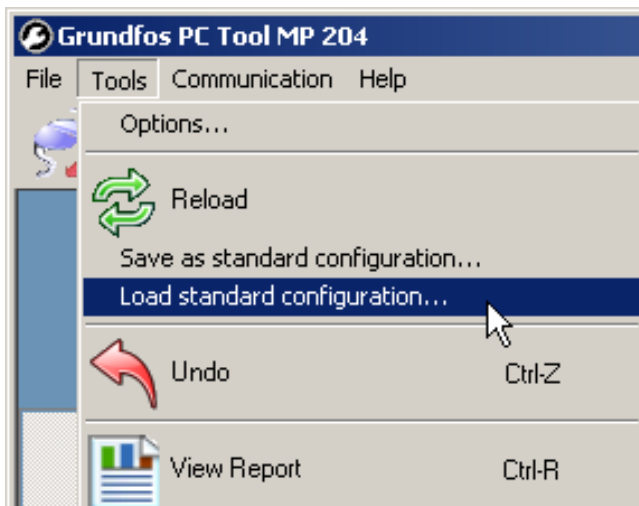 Grundfos PC Tool MP 204
File Tools Communication Help
Options...
Reload
Save as standard configuration...
Load standard configuration...
Undo Ctrl-Z
View Report Ctrl-R